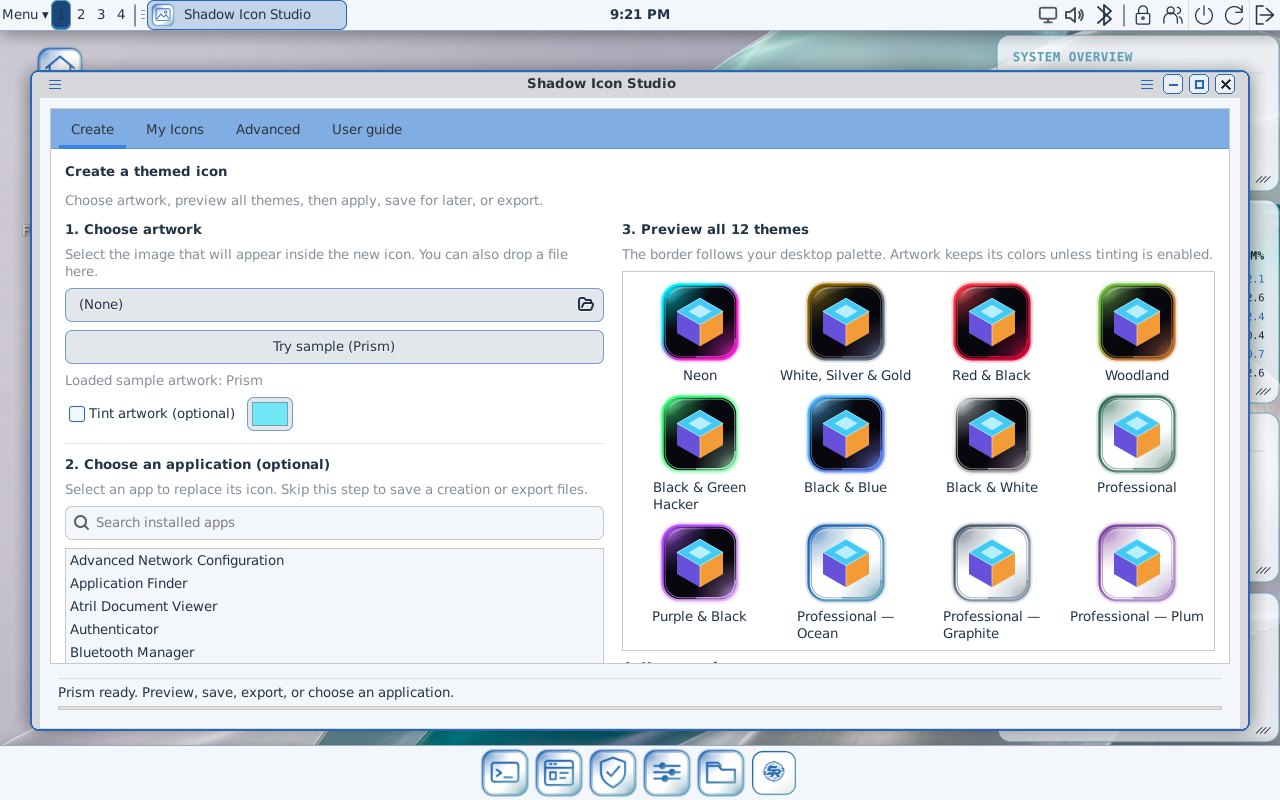 Menu ▾ 1 2 3 4 Shadow Icon Studio 9:21 PM
SYSTEM OVERVIEW
Shadow Icon Studio
Create My Icons Advanced User guide
Create a themed icon
Choose artwork, preview all themes, then apply, save for later, or export.
1. Choose artwork
Select the image that will appear inside the new icon. You can also drop a file
here.
(None)
Try sample (Prism)
Loaded sample artwork: Prism
Tint artwork (optional)
2. Choose an application (optional)
Select an app to replace its icon. Skip this step to save a creation or export files.
Search installed apps
Advanced Network Configuration
Application Finder
Atril Document Viewer
Authenticator
Bluetooth Manager
3. Preview all 12 themes
The border follows your desktop palette. Artwork keeps its colors unless tinting is enabled.
Neon
White, Silver & Gold
Red & Black
Woodland
Black & Green
Hacker
Black & Blue
Black & White
Professional
Purple & Black
Professional —
Ocean
Professional —
Graphite
Professional — Plum
Prism ready. Preview, save, export, or choose an application.